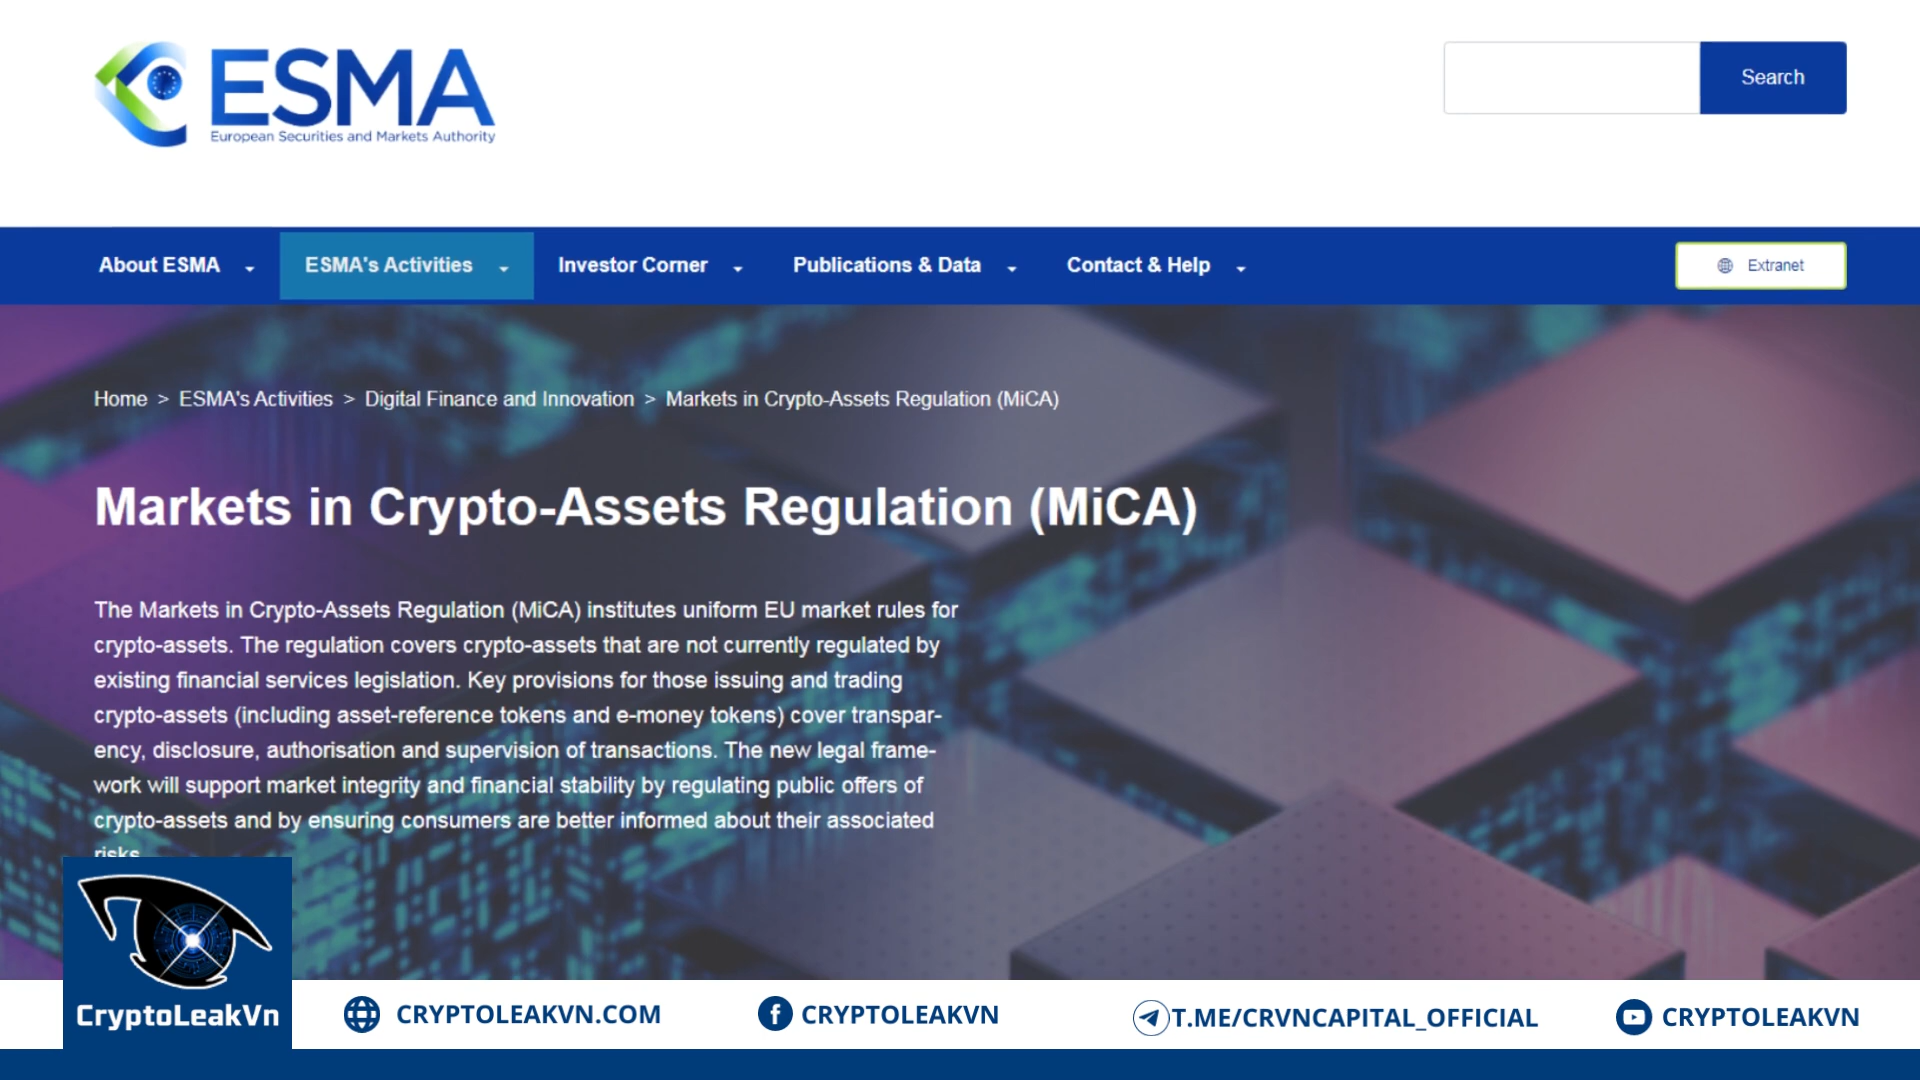 ESMA
European Securities and Markets Authority
Search
About ESMA
ESMA's Activities
Investor Corner
Publications & Data
Contact & Help
Extranet
Home > ESMA's Activities > Digital Finance and Innovation > Markets in Crypto-Assets Regulation (MiCA)
Markets in Crypto-Assets Regulation (MiCA)
The Markets in Crypto-Assets Regulation (MiCA) institutes uniform EU market rules for
crypto-assets. The regulation covers crypto-assets that are not currently regulated by
existing financial services legislation. Key provisions for those issuing and trading
crypto-assets (including asset-reference tokens and e-money tokens) cover transpar-
ency, disclosure, authorisation and supervision of transactions. The new legal frame-
work will support market integrity and financial stability by regulating public offers of
crypto-assets and by ensuring consumers are better informed about their associated
risks.
CryptoLeakVn
CRYPTOLEAKVN.COM
CRYPTOLEAKVN
T.ME/CRVNCAPITAL_OFFICIAL
CRYPTOLEAKVN